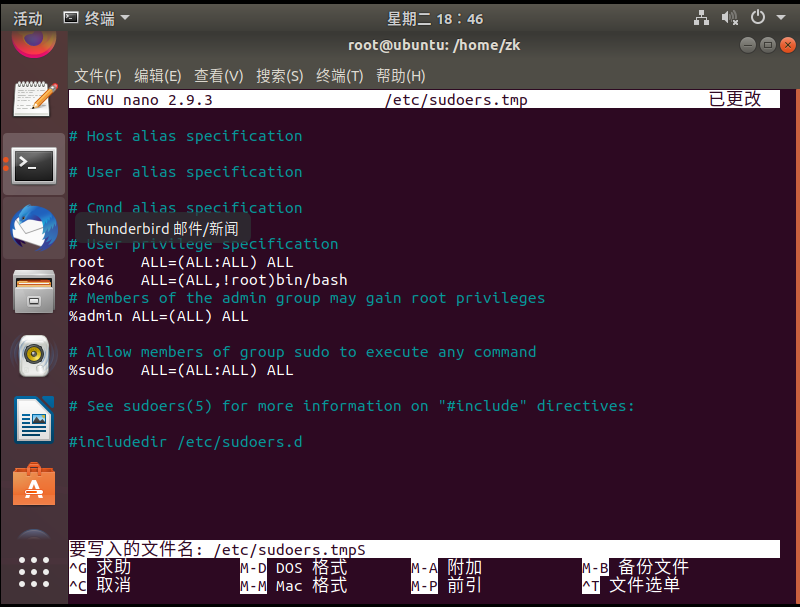 活动 终端 星期二 18：46
root@ubuntu: /home/zk
文件(F) 编辑(E) 查看(V) 搜索(S) 终端(T) 帮助(H)
GNU nano 2.9.3 /etc/sudoers.tmp 已更改
# Host alias specification
# User alias specification
# Cmnd alias specification
Thunderbird 邮件/新闻
# User privilege specification
root ALL=(ALL:ALL) ALL
zk046 ALL=(ALL,!root)bin/bash
# Members of the admin group may gain root privileges
%admin ALL=(ALL) ALL
# Allow members of group sudo to execute any command
%sudo ALL=(ALL:ALL) ALL
# See sudoers(5) for more information on "#include" directives:
#includedir /etc/sudoers.d
要写入的文件名: /etc/sudoers.tmpS
^G 求助 M-D DOS 格式 M-A 附加 M-B 备份文件
^C 取消 M-M Mac 格式 M-P 前引 ^T 文件选单